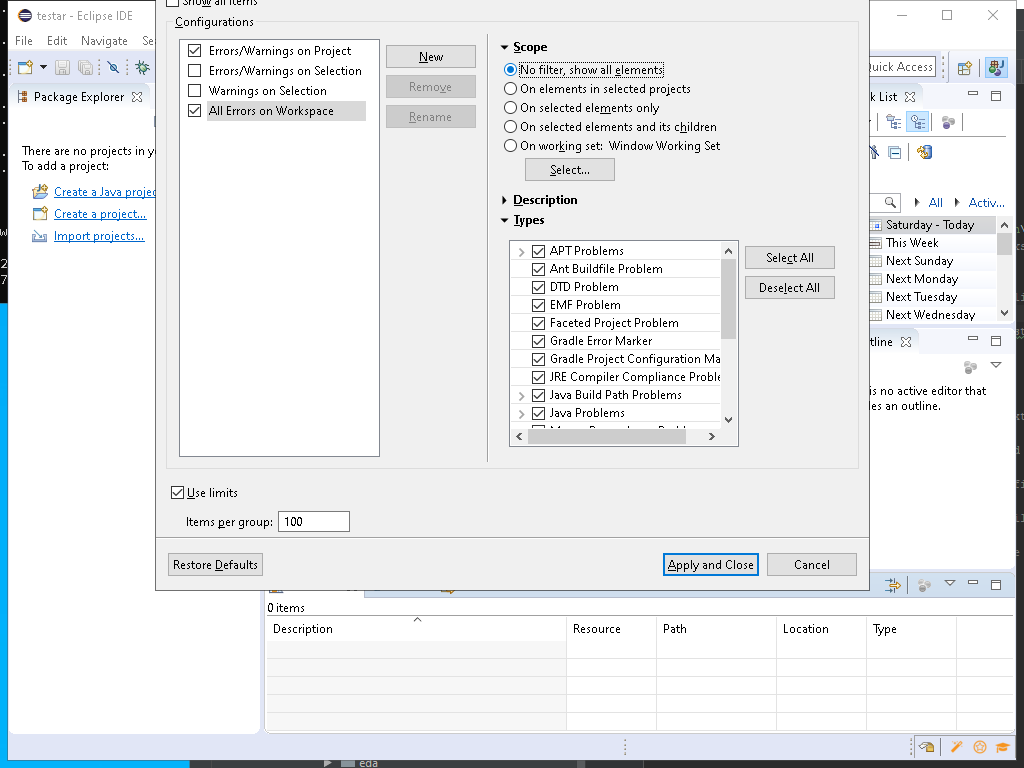 Show all items
testar - Eclipse IDE
File Edit Navigate Se
Quick Access
Package Explorer
There are no projects in y
To add a project:
Create a Java projec
Create a project...
Import projects...
Configurations
Errors/Warnings on Project
Errors/Warnings on Selection
Warnings on Selection
All Errors on Workspace
New
Remove
Rename
Scope
No filter, show all elements
On elements in selected projects
On selected elements only
On selected elements and its children
On working set: Window Working Set
Select...
Description
Types
APT Problems
Ant Buildfile Problem
DTD Problem
EMF Problem
Faceted Project Problem
Gradle Error Marker
Gradle Project Configuration Ma
JRE Compiler Compliance Proble
Java Build Path Problems
Java Problems
Select All
Deselect All
Use limits
Items per group: 100
Restore Defaults
Apply and Close
Cancel
k List
All Activ...
Saturday - Today
This Week
Next Sunday
Next Monday
Next Tuesday
Next Wednesday
tline
is no active editor that
des an outline.
0 items
Description Resource Path Location Type
eda